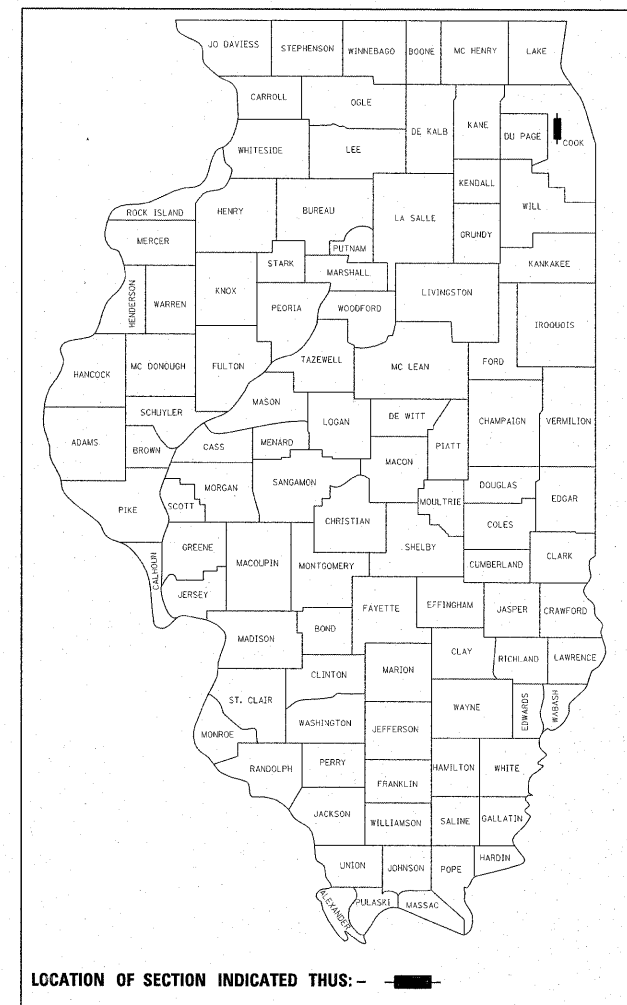 JO DAVIESS STEPHENSON WINNEBAGO BOONE MC HENRY LAKE
CARROLL OGLE DE KALB KANE DU PAGE COOK
WHITESIDE LEE
KENDALL
ROCK ISLAND HENRY BUREAU LA SALLE GRUNDY WILL
MERCER PUTNAM KANKAKEE
HENDERSON WARREN KNOX STARK MARSHALL LIVINGSTON
PEORIA WOODFORD IROQUOIS
HANCOCK MC DONOUGH FULTON TAZEWELL MC LEAN FORD
MASON
SCHUYLER LOGAN DE WITT CHAMPAIGN VERMILION
ADAMS BROWN CASS MENARD MACON PIATT
PIKE SCOTT MORGAN SANGAMON MOULTRIE DOUGLAS EDGAR
CHRISTIAN COLES
CALHOUN GREENE MACOUPIN MONTGOMERY SHELBY CUMBERLAND CLARK
JERSEY FAYETTE EFFINGHAM JASPER CRAWFORD
MADISON BOND
CLINTON MARION CLAY RICHLAND LAWRENCE
ST. CLAIR WASHINGTON WAYNE EDWARDS WABASH
MONROE JEFFERSON
RANDOLPH PERRY HAMILTON WHITE
FRANKLIN
JACKSON WILLIAMSON SALINE GALLATIN
UNION JOHNSON POPE HARDIN
ALEXANDER PULASKI MASSAC
LOCATION OF SECTION INDICATED THUS: -